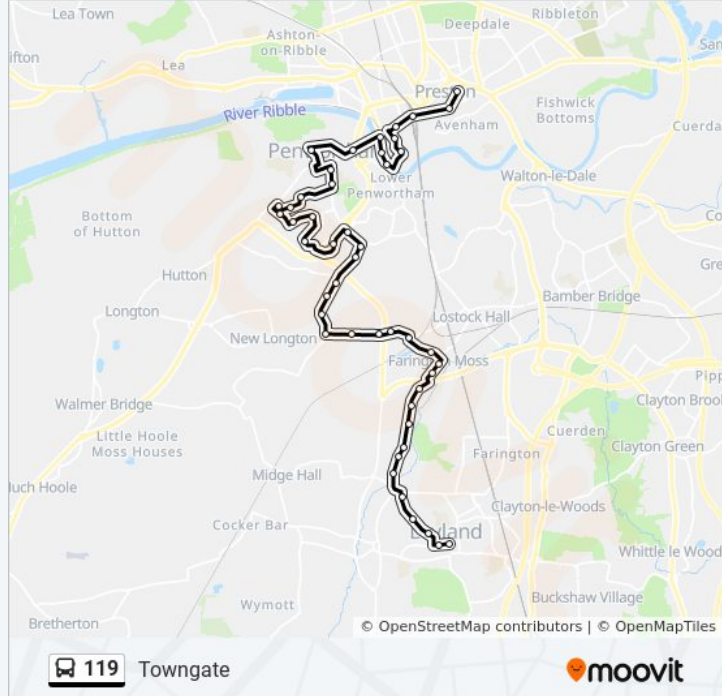 Lea Town
Deepdale
Ribbleton
Ashton-
on-Ribble
Lea
Preston
River Ribble
Fishwick
Bottoms
Avenham
Lower
Penwortham
Walton-le-Dale
Bottom
of Hutton
Hutton
Longton
Bamber Bridge
Lostock Hall
New Longton
Farington Moss
Walmer Bridge
Clayton Brook
Little Hoole
Moss Houses
Cuerden
Clayton Green
Farington
Midge Hall
Much Hoole
Clayton-le-Woods
Cocker Bar
Leyland
Whittle le Wood
Buckshaw Village
Wymott
Bretherton
© OpenStreetMap contributors | © OpenMapTiles
119 Towngate
moovit